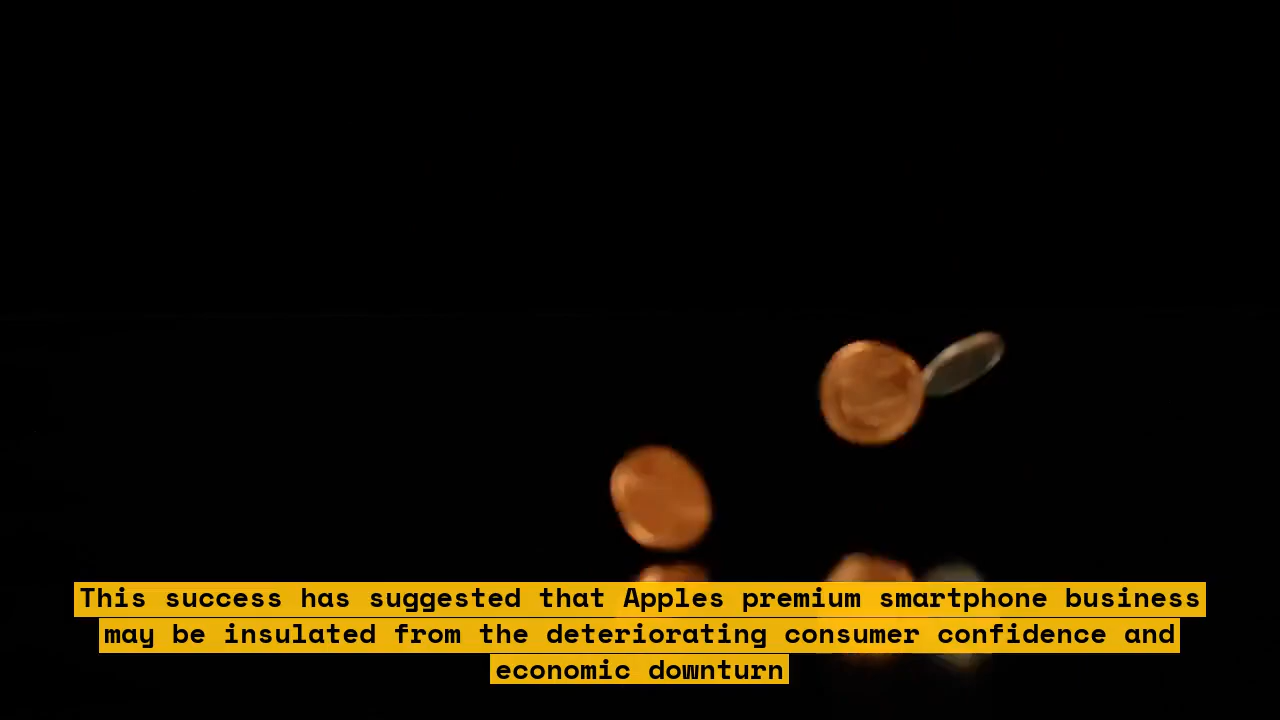 This success has suggested that Apples premium smartphone business
may be insulated from the deteriorating consumer confidence and
economic downturn